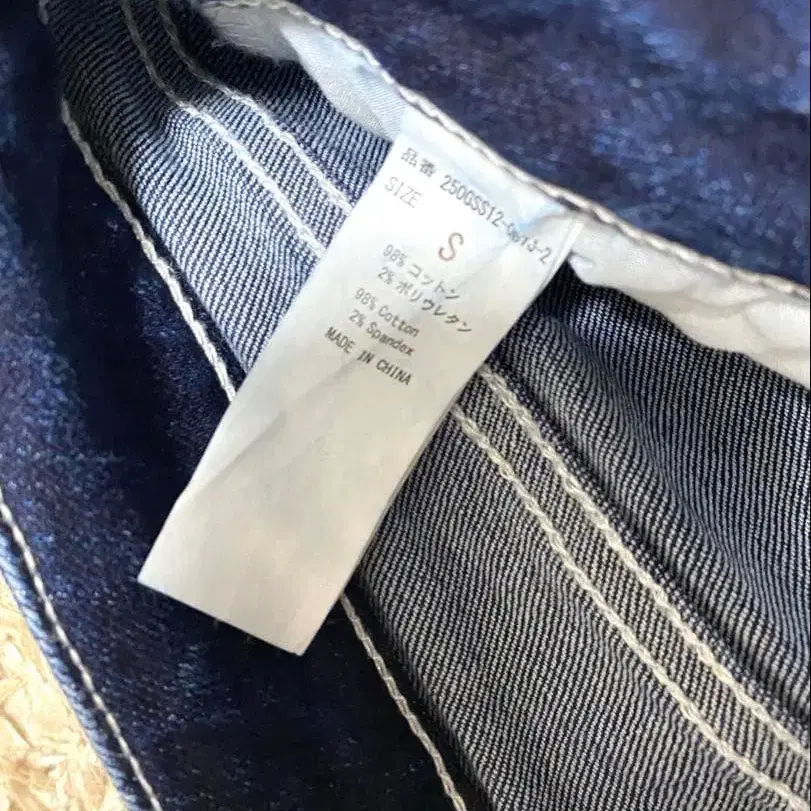 品番 250GSS12-0613-2
SIZE
S
98% コットン
2% ポリウレタン
98% Cotton
2% Spandex
MADE IN CHINA